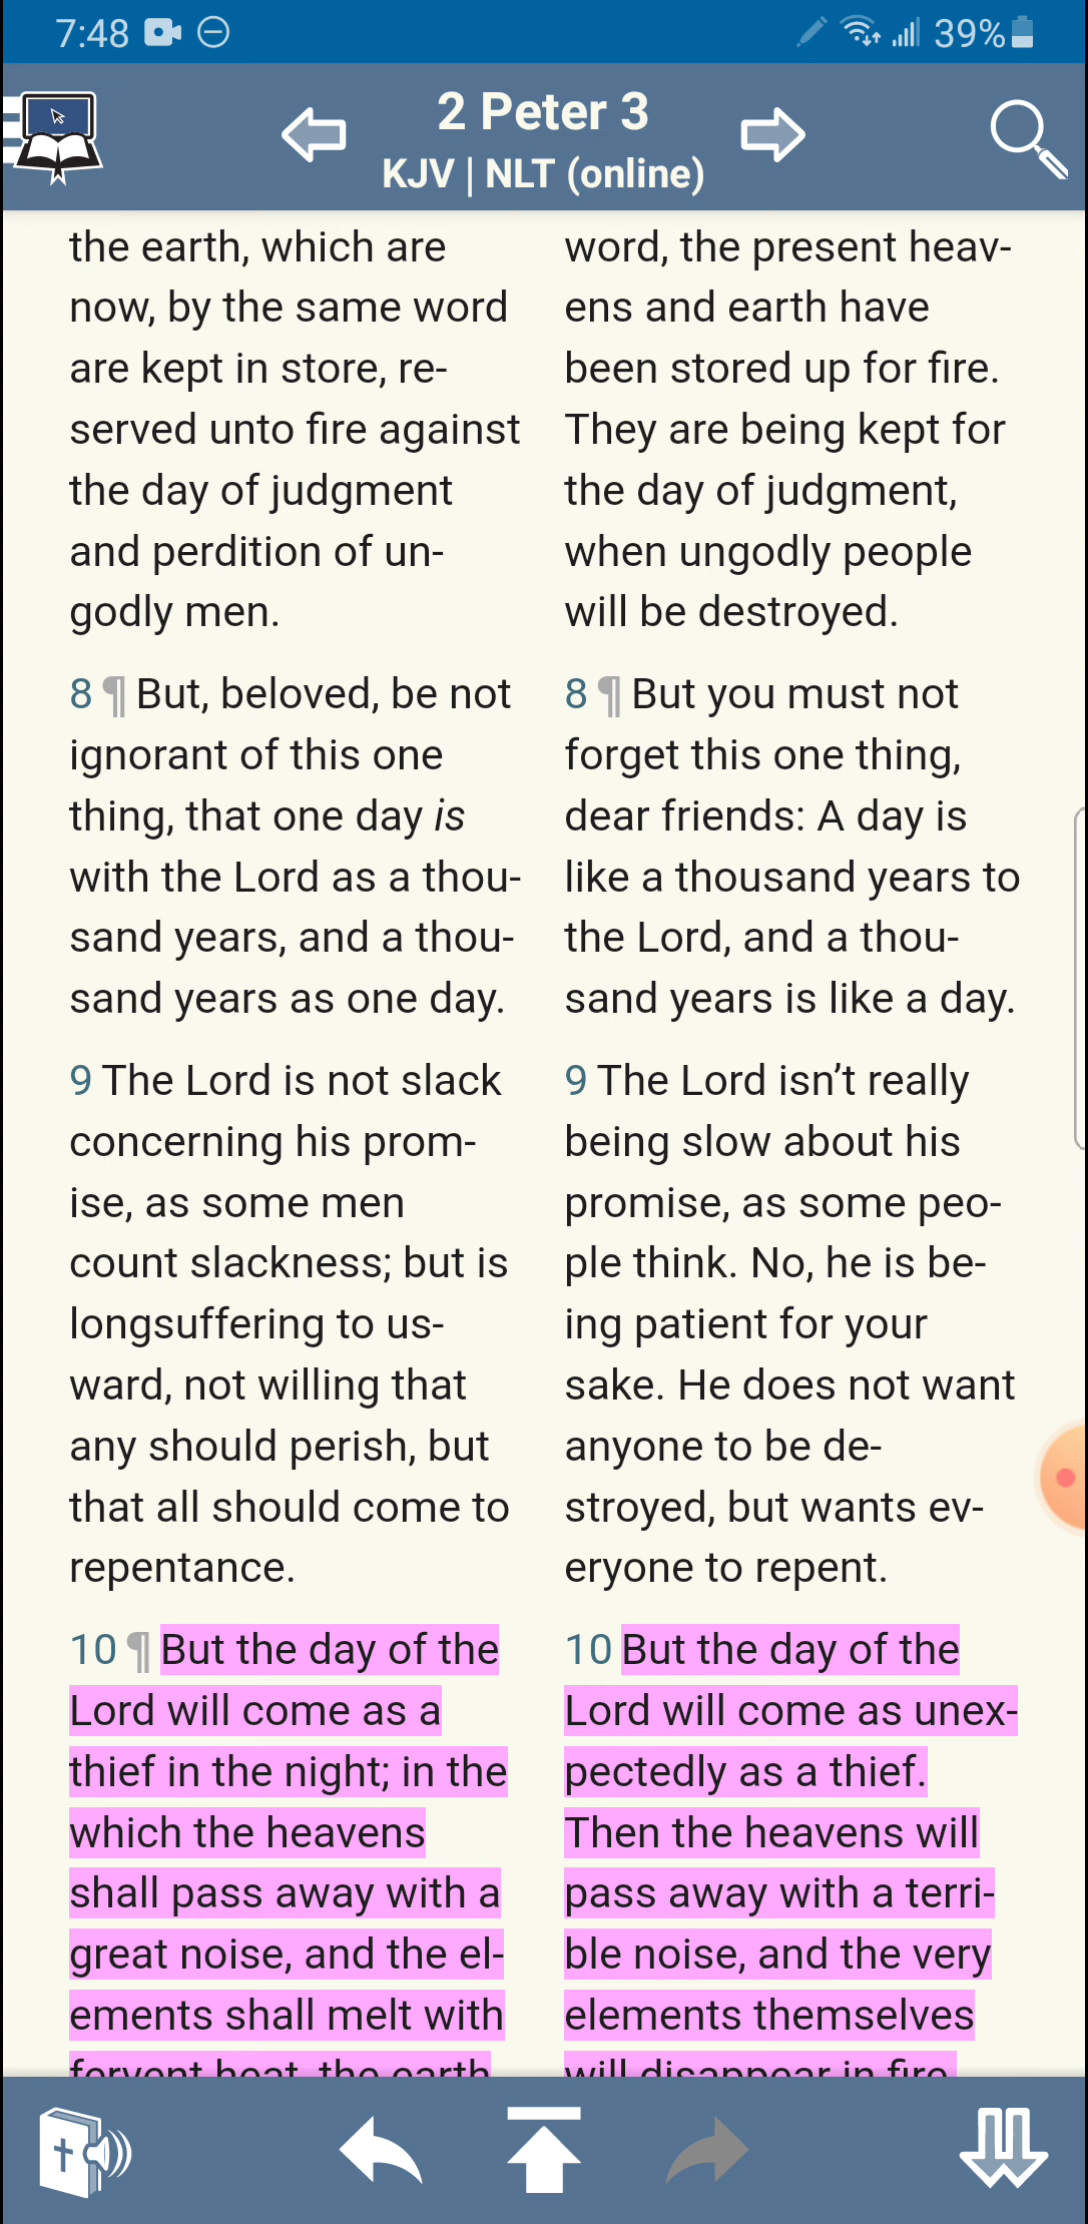 7:48
39%
2 Peter 3
KJV | NLT (online)
the earth, which are
now, by the same word
are kept in store, re-
served unto fire against
the day of judgment
and perdition of un-
godly men.
8 ¶ But, beloved, be not
ignorant of this one
thing, that one day is
with the Lord as a thou-
sand years, and a thou-
sand years as one day.
9 The Lord is not slack
concerning his prom-
ise, as some men
count slackness; but is
longsuffering to us-
ward, not willing that
any should perish, but
that all should come to
repentance.
10 ¶ But the day of the
Lord will come as a
thief in the night; in the
which the heavens
shall pass away with a
great noise, and the el-
ements shall melt with
fervent heat, the earth
word, the present heav-
ens and earth have
been stored up for fire.
They are being kept for
the day of judgment,
when ungodly people
will be destroyed.
8 ¶ But you must not
forget this one thing,
dear friends: A day is
like a thousand years to
the Lord, and a thou-
sand years is like a day.
9 The Lord isn’t really
being slow about his
promise, as some peo-
ple think. No, he is be-
ing patient for your
sake. He does not want
anyone to be de-
stroyed, but wants ev-
eryone to repent.
10 But the day of the
Lord will come as unex-
pectedly as a thief.
Then the heavens will
pass away with a terri-
ble noise, and the very
elements themselves
will disappear in fire,